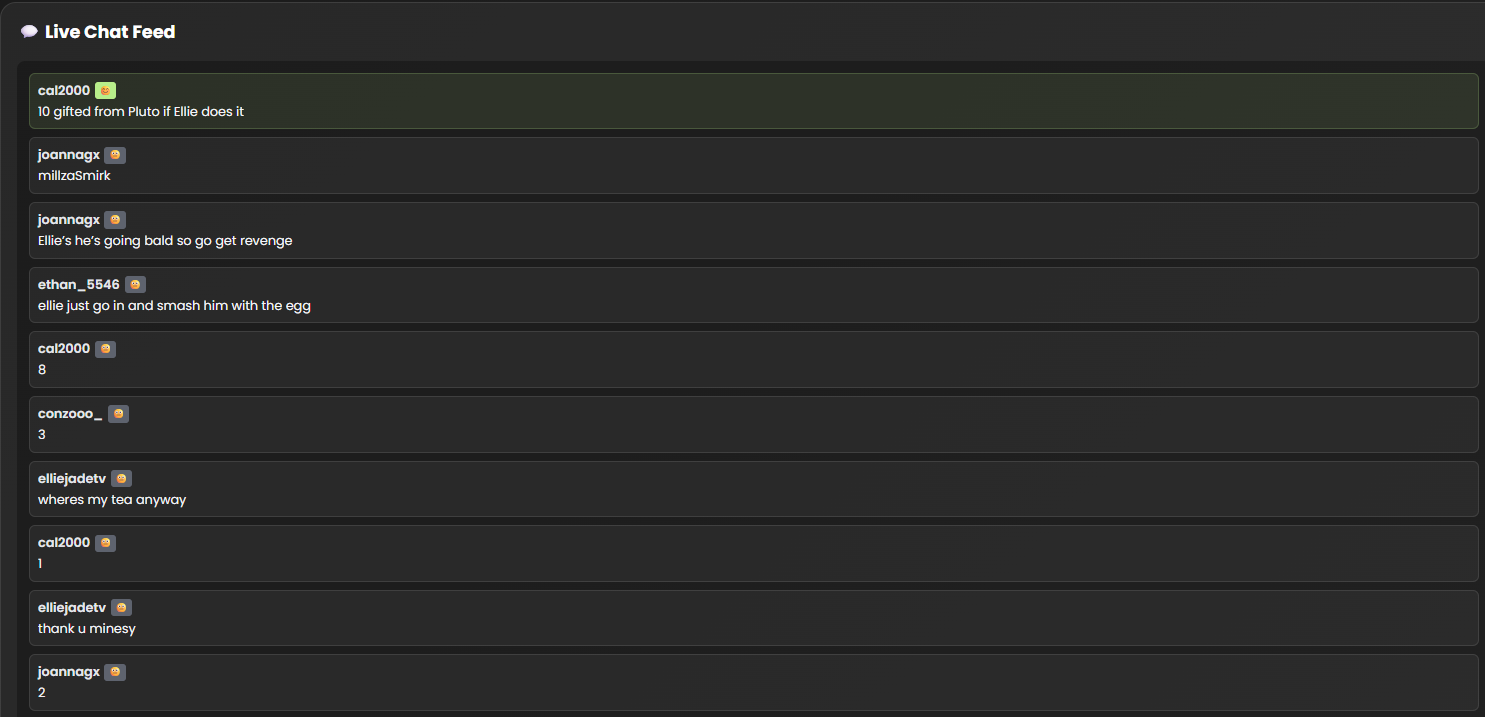 Live Chat Feed
cal2000
10 gifted from Pluto if Ellie does it
joannagx
millzaSmirk
joannagx
Ellie’s he’s going bald so go get revenge
ethan_5546
ellie just go in and smash him with the egg
cal2000
8
conzooo_
3
elliejadetv
wheres my tea anyway
cal2000
1
elliejadetv
thank u minesy
joannagx
2